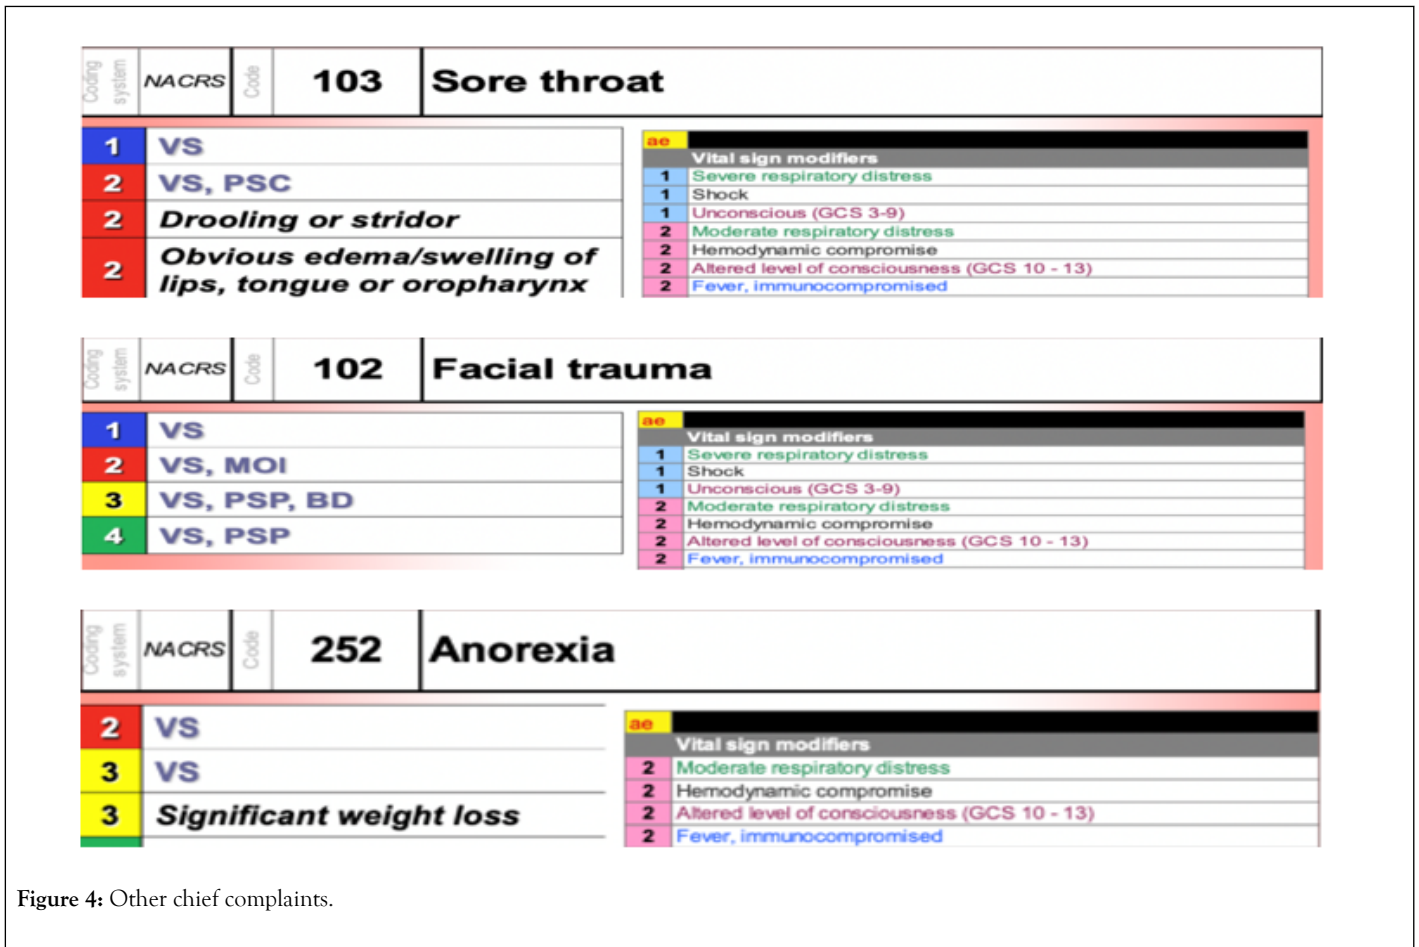 Coding system NACRS Code 103 Sore throat
1 VS
2 VS, PSC
2 Drooling or stridor
2 Obvious edema/swelling of
lips, tongue or oropharynx
ae
Vital sign modifiers
1 Severe respiratory distress
1 Shock
1 Unconscious (GCS 3-9)
2 Moderate respiratory distress
2 Hemodynamic compromise
2 Altered level of consciousness (GCS 10 - 13)
2 Fever, immunocompromised
Coding system NACRS Code 102 Facial trauma
1 VS
2 VS, MOI
3 VS, PSP, BD
4 VS, PSP
ae
Vital sign modifiers
1 Severe respiratory distress
1 Shock
1 Unconscious (GCS 3-9)
2 Moderate respiratory distress
2 Hemodynamic compromise
2 Altered level of consciousness (GCS 10 - 13)
2 Fever, immunocompromised
Coding system NACRS Code 252 Anorexia
2 VS
3 VS
3 Significant weight loss
ae
Vital sign modifiers
2 Moderate respiratory distress
2 Hemodynamic compromise
2 Altered level of consciousness (GCS 10 - 13)
2 Fever, immunocompromised
Figure 4: Other chief complaints.